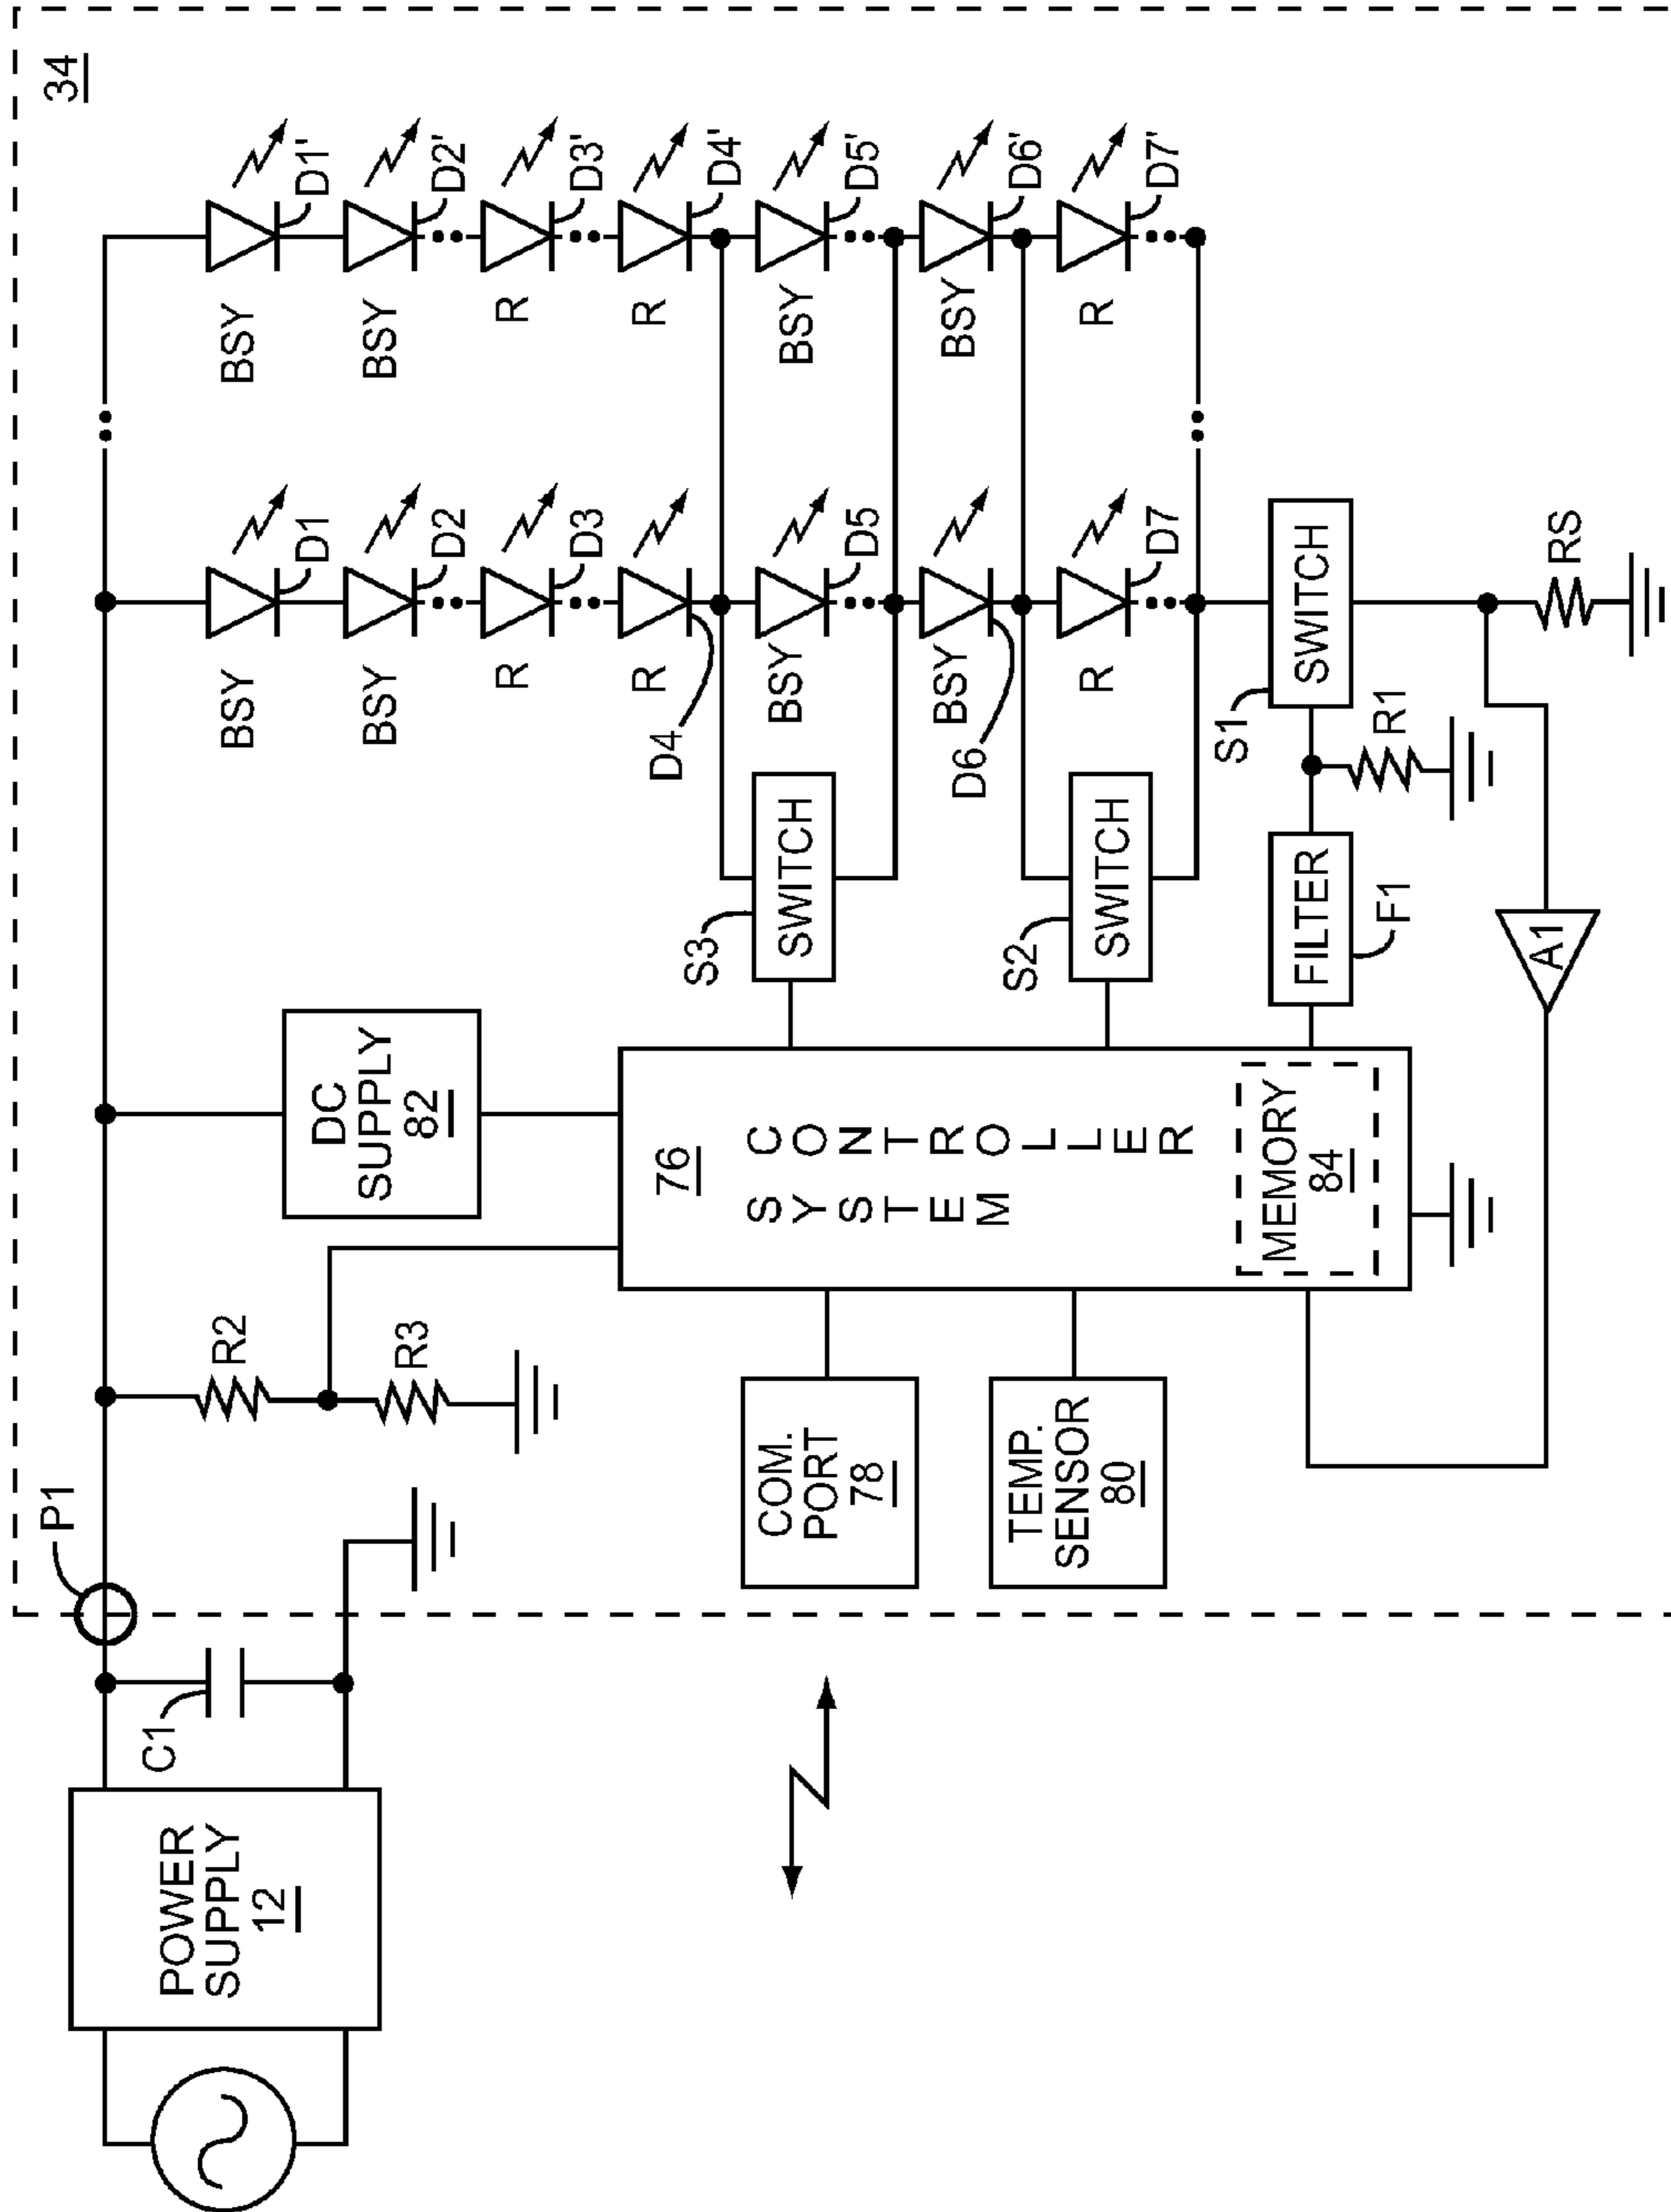 34
POWER
SUPPLY
12
C1
P1
R2
R3
DC
SUPPLY
82
COM.
PORT
78
TEMP.
SENSOR
80
76
SYSTEM
CONTROLLER
MEMORY
84
S3
SWITCH
S2
SWITCH
FILTER
F1
A1
S1
SWITCH
R1
RS
BSY
D1
BSY
D2
R
D3
R
D4
BSY
D5
BSY
D6
R
D7
BSY
D1'
BSY
D2'
R
D3'
R
D4'
BSY
D5'
BSY
D6'
R
D7'